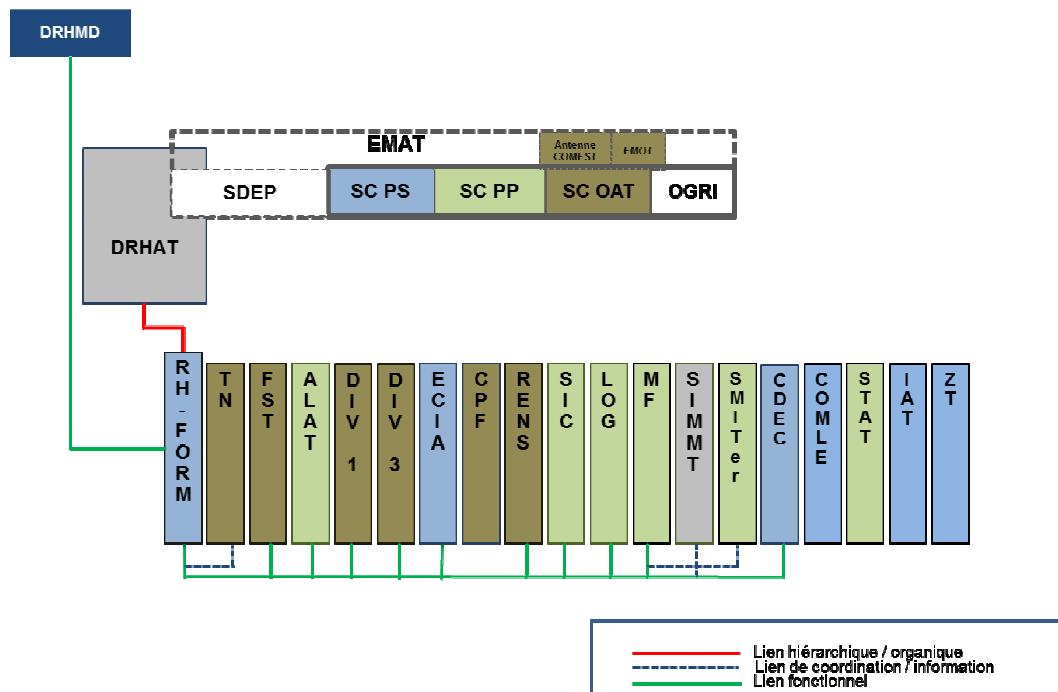 DRHMD
EMAT
Antenne
COMEST
EMOT
SDEP
SC PS
SC PP
SC OAT
OGRI
DRHAT
RH-FORM
TN
FST
ALAT
DIV 1
DIV 3
ECIA
CPF
RENS
SIC
LOG
MF
SIMMT
SMITer
CDEC
COMLE
STAT
IAT
ZT
Lien hiérarchique / organique
Lien de coordination / information
Lien fonctionnel